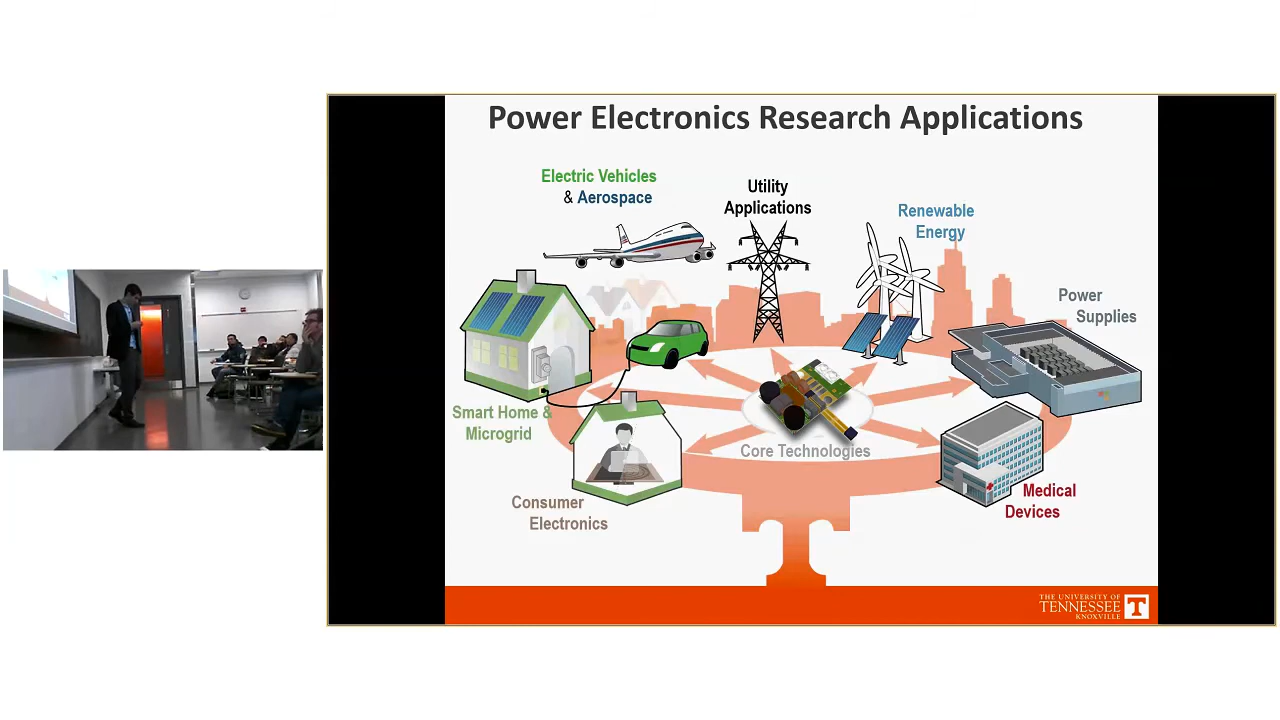 Power Electronics Research Applications
Electric Vehicles
& Aerospace
Utility
Applications
Renewable
Energy
Power
Supplies
Smart Home &
Microgrid
Core Technologies
Consumer
Electronics
Medical
Devices
THE UNIVERSITY OF
TENNESSEE
KNOXVILLE
T